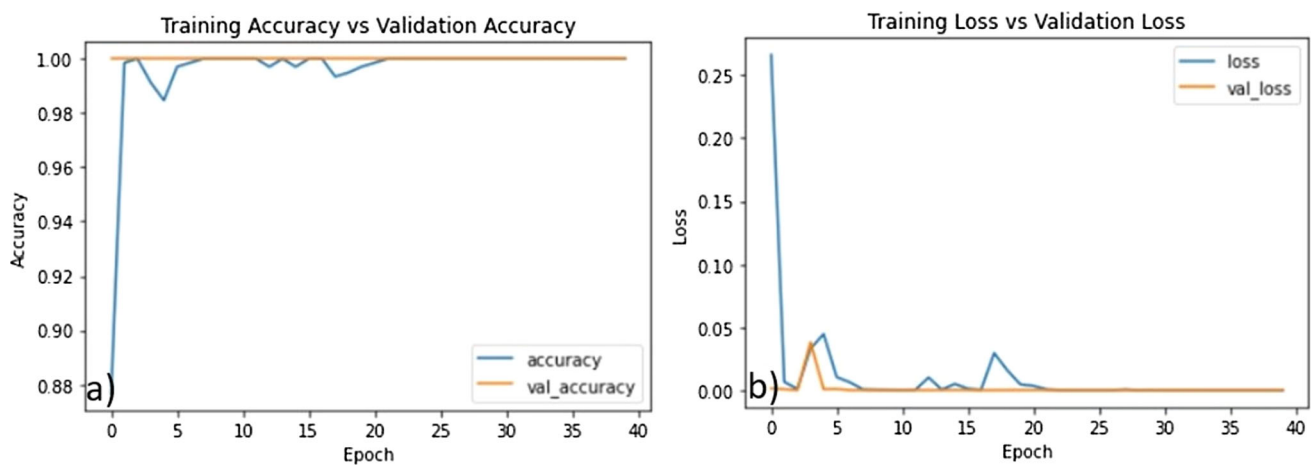 Training Accuracy vs Validation Accuracy
1.00
0.98
0.96
0.94
0.92
0.90
0.88
Accuracy
a)
accuracy
val_accuracy
0 5 10 15 20 25 30 35 40
Epoch
Training Loss vs Validation Loss
0.25
0.20
0.15
0.10
0.05
0.00
Loss
b)
loss
val_loss
0 5 10 15 20 25 30 35 40
Epoch